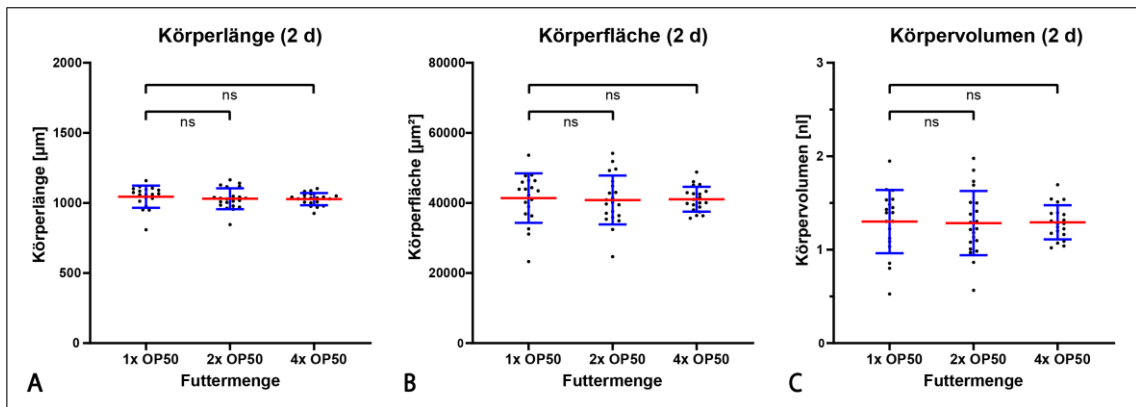 Körperlänge (2 d)
2000
1500
1000
500
0
Körperlänge [µm]
ns
ns
1x OP50 2x OP50 4x OP50
Futtermenge
A
Körperfläche (2 d)
80000
60000
40000
20000
0
Körperfläche [µm²]
ns
ns
1x OP50 2x OP50 4x OP50
Futtermenge
B
Körpervolumen (2 d)
3
2
1
0
Körpervolumen [nl]
ns
ns
1x OP50 2x OP50 4x OP50
Futtermenge
C